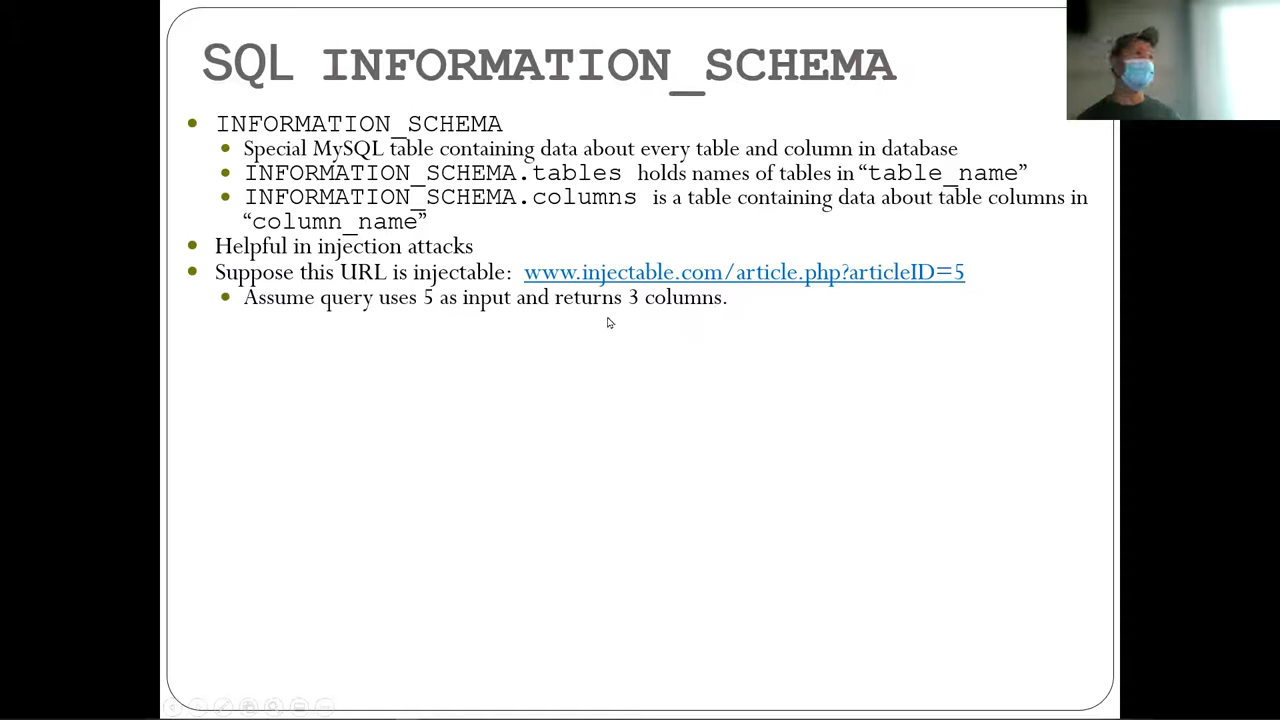 SQL INFORMATION_SCHEMA
INFORMATION_SCHEMA
Special MySQL table containing data about every table and column in database
INFORMATION_SCHEMA.tables holds names of tables in “table_name”
INFORMATION_SCHEMA.columns is a table containing data about table columns in
“column_name”
Helpful in injection attacks
Suppose this URL is injectable: www.injectable.com/article.php?articleID=5
Assume query uses 5 as input and returns 3 columns.